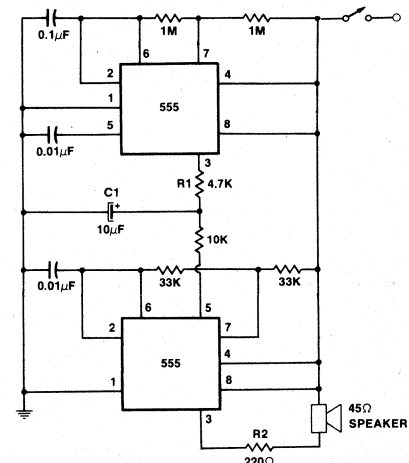 1M 1M
0.1µF
6 7
2 4
1 555
5 8
0.01µF
3
R1 4.7K
C1
+
10µF
10K
0.01µF 33K 33K
6 5
2 7
555 4
1 8
3
45Ω
SPEAKER
R2
220Ω